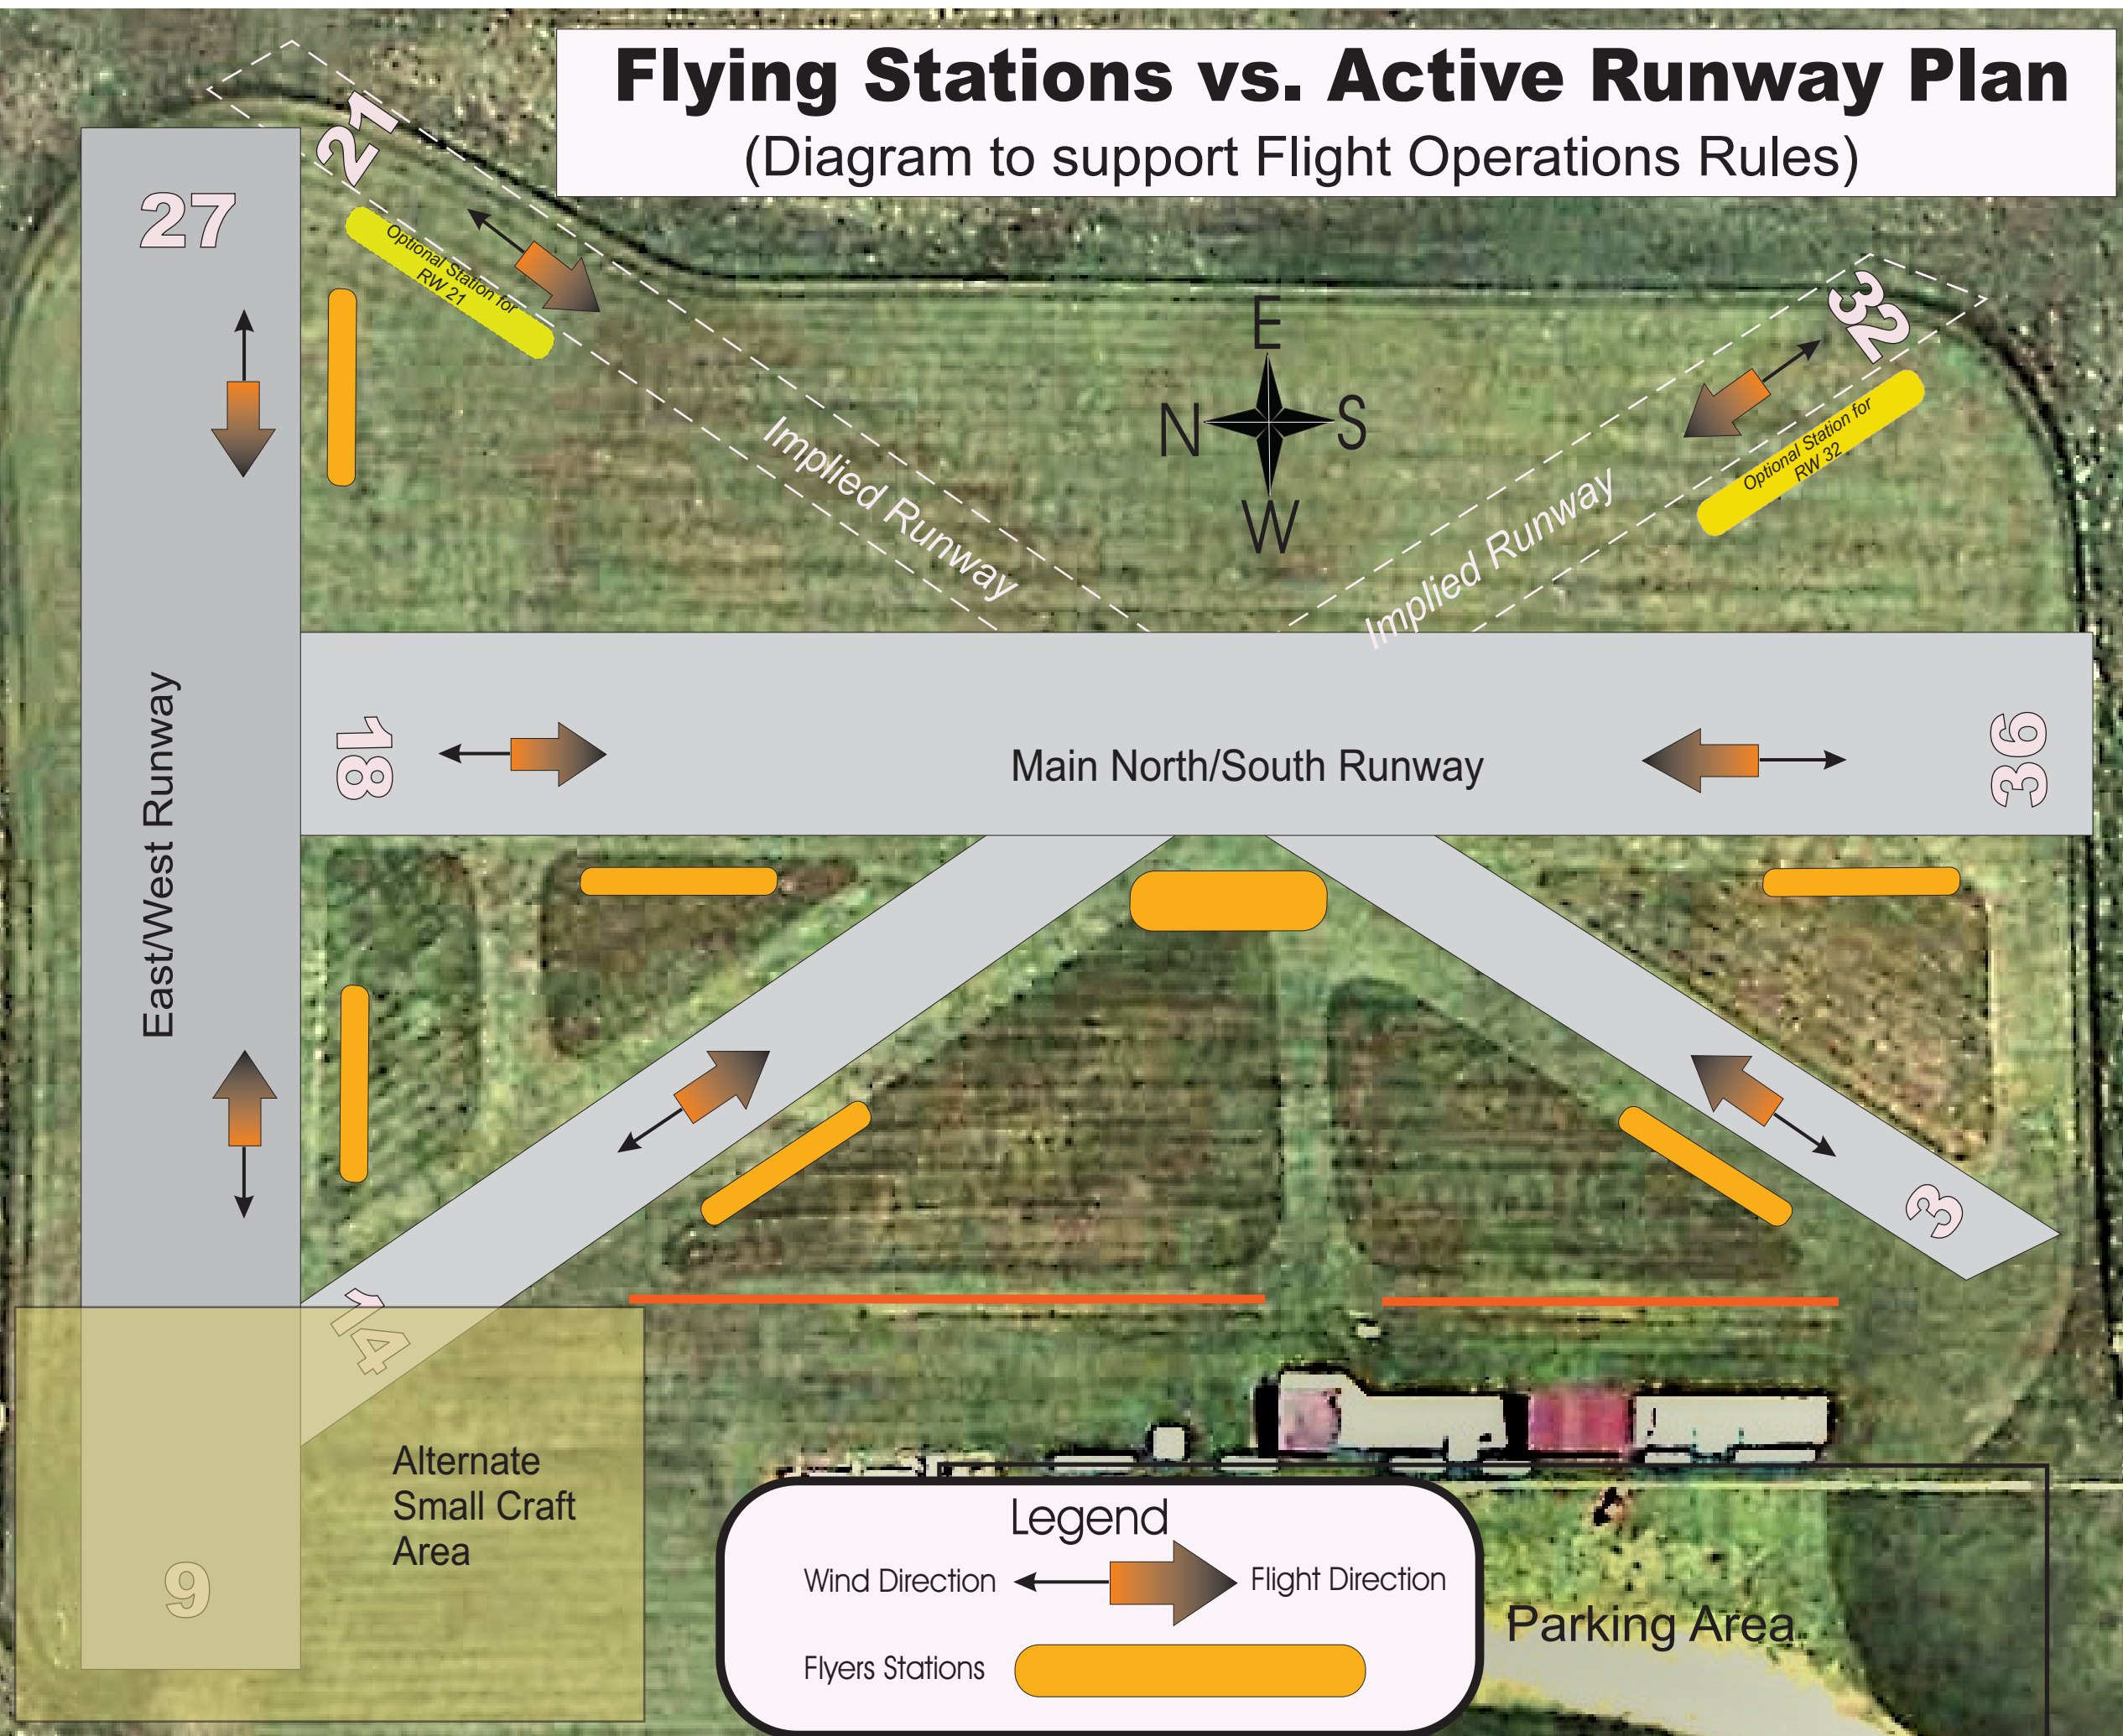 Flying Stations vs. Active Runway Plan
(Diagram to support Flight Operations Rules)
21
27
Optional Station for
RW 21
32
Optional Station for
RW 32
E
N
S
W
Implied Runway
Implied Runway
East/West Runway
18
Main North/South Runway
36
3
14
Alternate
Small Craft
Area
9
Legend
Wind Direction
Flight Direction
Flyers Stations
Parking Area